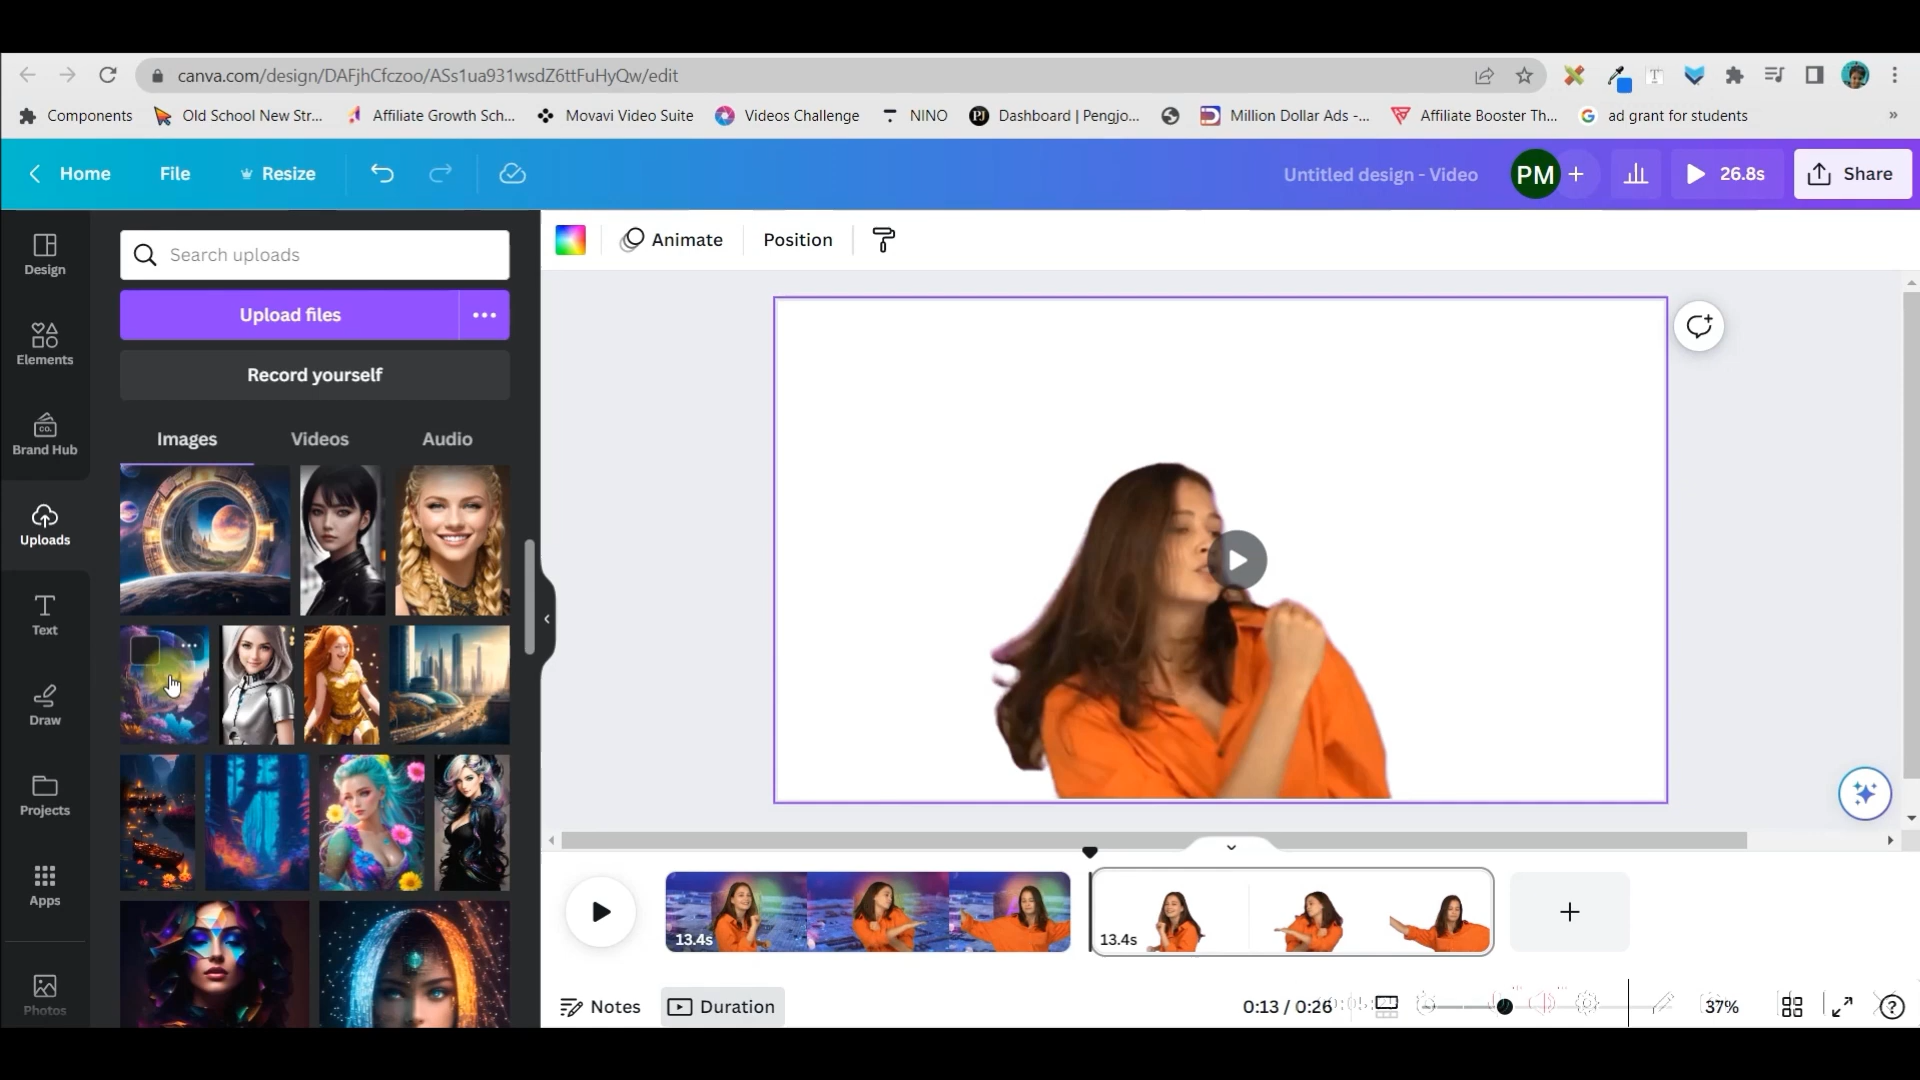 canva.com/design/DAFjhCfczoo/ASs1ua931wsdZ6ttFuHyQw/edit
Components Old School New Str... Affiliate Growth Sch... Movavi Video Suite Videos Challenge NINO PJ Dashboard | Pengjo... Million Dollar Ads -... Affiliate Booster Th... ad grant for students »
Home File Resize Untitled design - Video PM + 26.8s Share
Design
Elements
CO.
Brand Hub
Uploads
Text
Draw
Projects
Apps
Photos
Search uploads
Upload files
Record yourself
Images Videos Audio
Animate Position
13.4s
13.4s
Notes Duration 0:13 / 0:26 37%